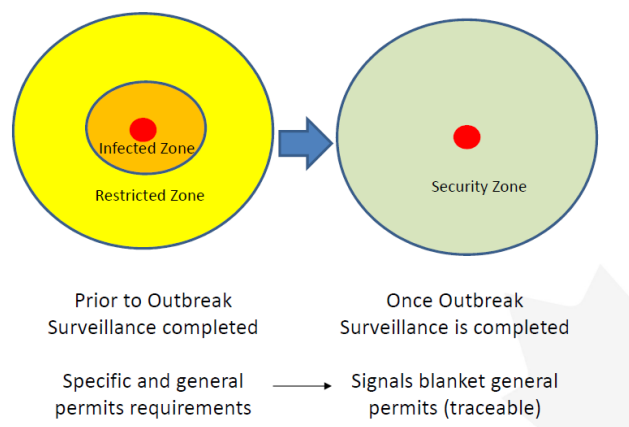 Infected Zone
Restricted Zone
Security Zone
Prior to Outbreak
Surveillance completed
Once Outbreak
Surveillance is completed
Specific and general
permits requirements
Signals blanket general
permits (traceable)